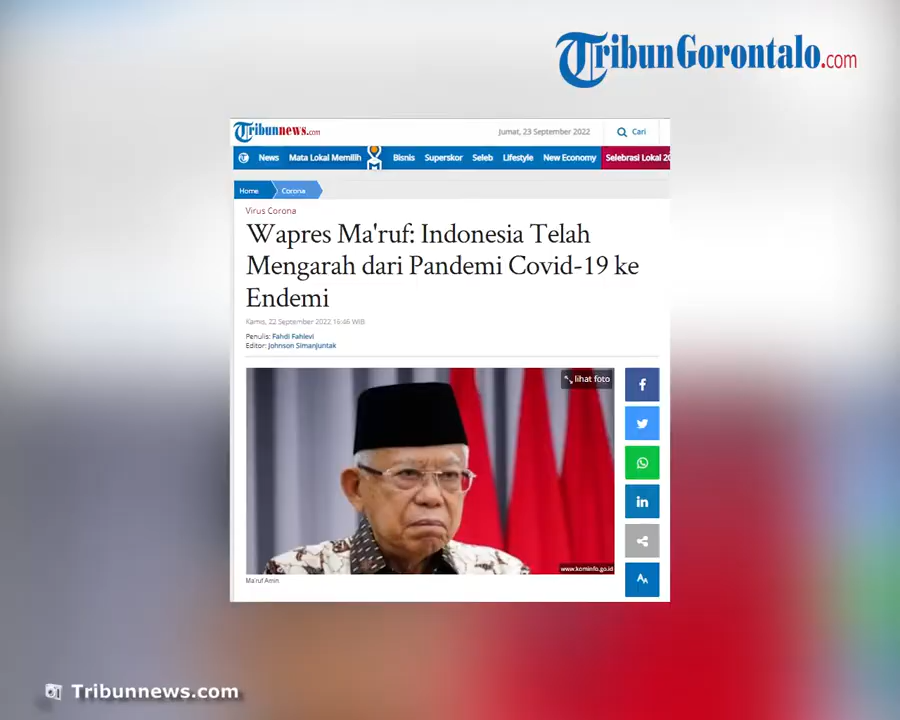 TribunGorontalo.com
Tribunnews.com
Jumat, 23 September 2022
Cari
News Mata Lokal Memilih Bisnis Superskor Seleb Lifestyle New Economy Selebrasi Lokal 20
Home Corona
Virus Corona
Wapres Ma'ruf: Indonesia Telah
Mengarah dari Pandemi Covid-19 ke
Endemi
Kamis, 22 September 2022 16:46 WIB
Penulis: Fahdi Fahlevi
Editor: Johnson Simanjuntak
lihat foto
www.kominfo.go.id
Ma'ruf Amin
Tribunnews.com